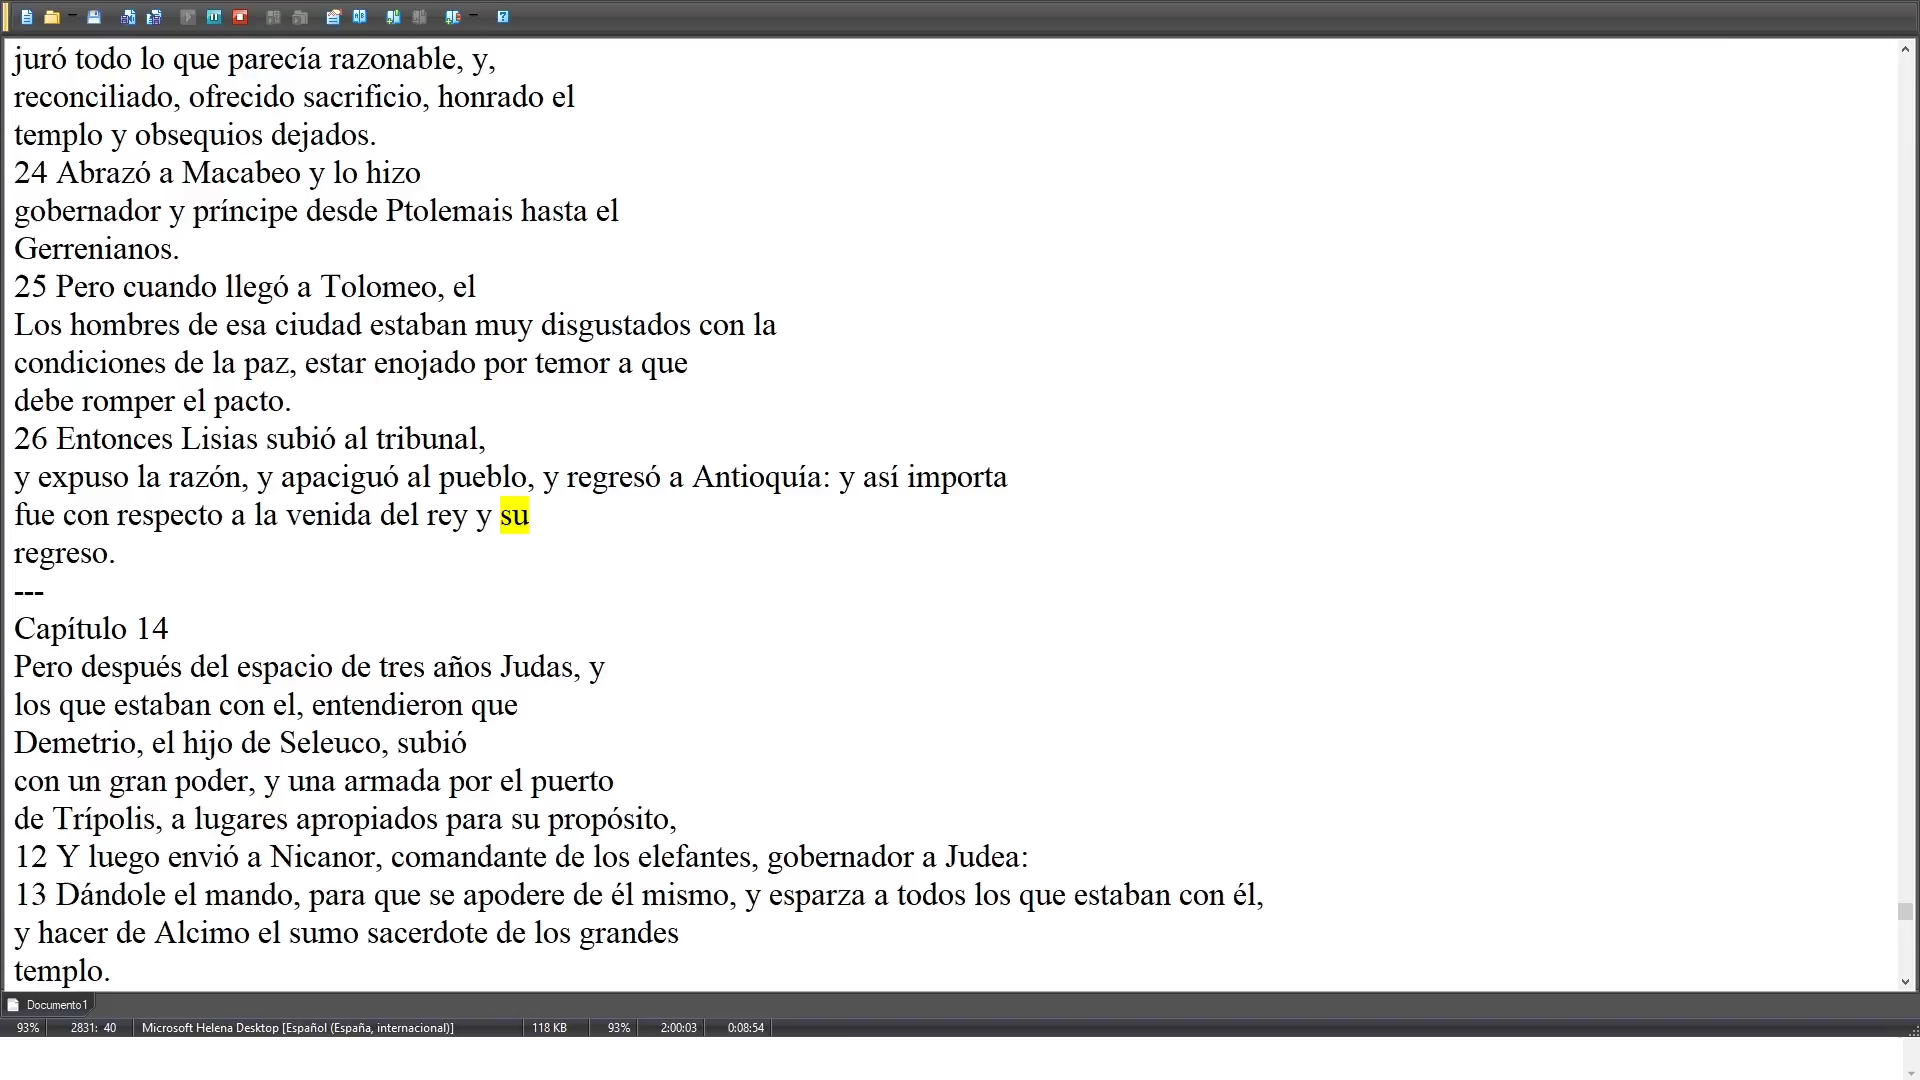 juró todo lo que parecía razonable, y,
reconciliado, ofrecido sacrificio, honrado el
templo y obsequios dejados.
24 Abrazó a Macabeo y lo hizo
gobernador y príncipe desde Ptolemais hasta el
Gerrenianos.
25 Pero cuando llegó a Tolomeo, el
Los hombres de esa ciudad estaban muy disgustados con la
condiciones de la paz, estar enojado por temor a que
debe romper el pacto.
26 Entonces Lisias subió al tribunal,
y expuso la razón, y apaciguó al pueblo, y regresó a Antioquía: y así importa
fue con respecto a la venida del rey y su
regreso.
---
Capítulo 14
Pero después del espacio de tres años Judas, y
los que estaban con el, entendieron que
Demetrio, el hijo de Seleuco, subió
con un gran poder, y una armada por el puerto
de Trípolis, a lugares apropiados para su propósito,
12 Y luego envió a Nicanor, comandante de los elefantes, gobernador a Judea:
13 Dándole el mando, para que se apodere de él mismo, y esparza a todos los que estaban con él,
y hacer de Alcimo el sumo sacerdote de los grandes
templo.
Documento1
93% 2831: 40 Microsoft Helena Desktop [Español (España, internacional)] 118 KB 93% 2:00:03 0:08:54